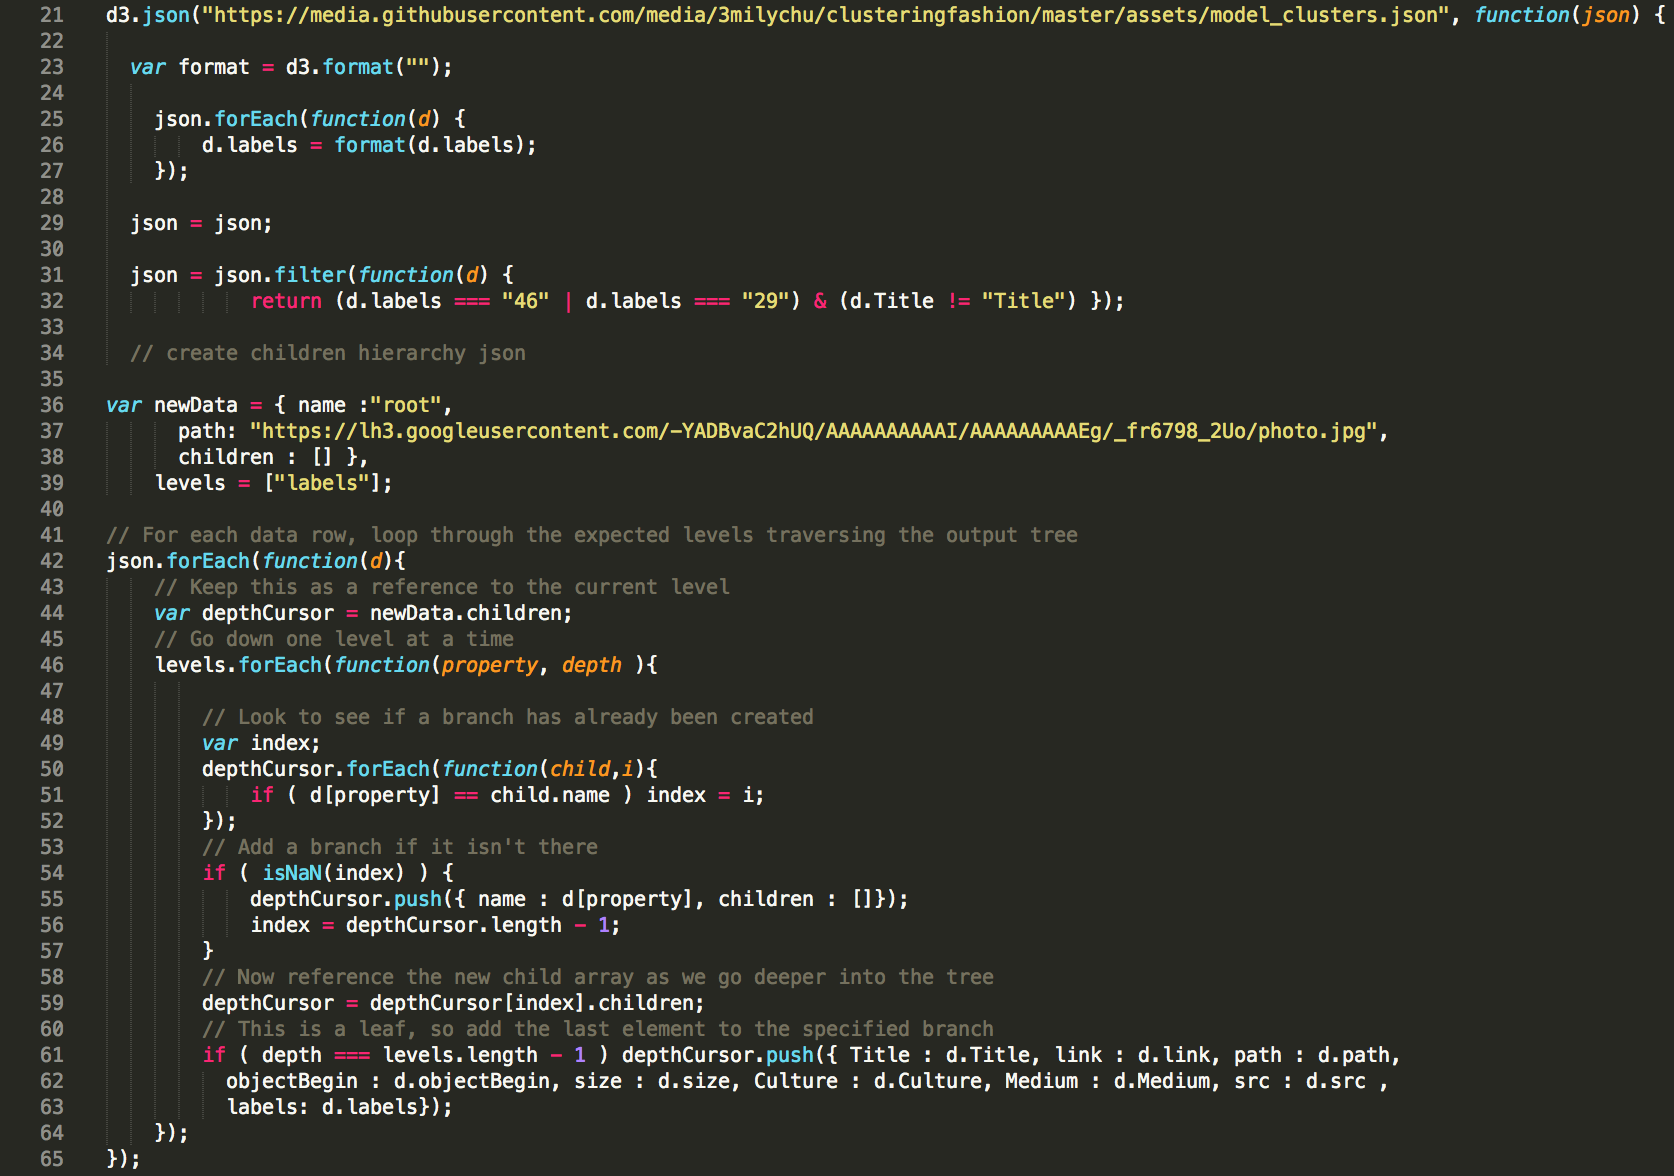 21 d3.json("https://media.githubusercontent.com/media/3milychu/clusteringfashion/master/assets/model_clusters.json", function(json) {
22
23 var format = d3.format("");
24
25 json.forEach(function(d) {
26 d.labels = format(d.labels);
27 });
28
29 json = json;
30
31 json = json.filter(function(d) {
32 return (d.labels === "46" | d.labels === "29") & (d.Title != "Title") });
33
34 // create children hierarchy json
35
36 var newData = { name :"root",
37 path: "https://lh3.googleusercontent.com/-YADBvaC2hUQ/AAAAAAAAAAI/AAAAAAAAAEg/_fr6798_2Uo/photo.jpg",
38 children : [] },
39 levels = ["labels"];
40
41 // For each data row, loop through the expected levels traversing the output tree
42 json.forEach(function(d){
43 // Keep this as a reference to the current level
44 var depthCursor = newData.children;
45 // Go down one level at a time
46 levels.forEach(function(property, depth ){
47
48 // Look to see if a branch has already been created
49 var index;
50 depthCursor.forEach(function(child,i){
51 if ( d[property] == child.name ) index = i;
52 });
53 // Add a branch if it isn't there
54 if ( isNaN(index) ) {
55 depthCursor.push({ name : d[property], children : []});
56 index = depthCursor.length - 1;
57 }
58 // Now reference the new child array as we go deeper into the tree
59 depthCursor = depthCursor[index].children;
60 // This is a leaf, so add the last element to the specified branch
61 if ( depth === levels.length - 1 ) depthCursor.push({ Title : d.Title, link : d.link, path : d.path,
62 objectBegin : d.objectBegin, size : d.size, Culture : d.Culture, Medium : d.Medium, src : d.src ,
63 labels: d.labels});
64 });
65 });